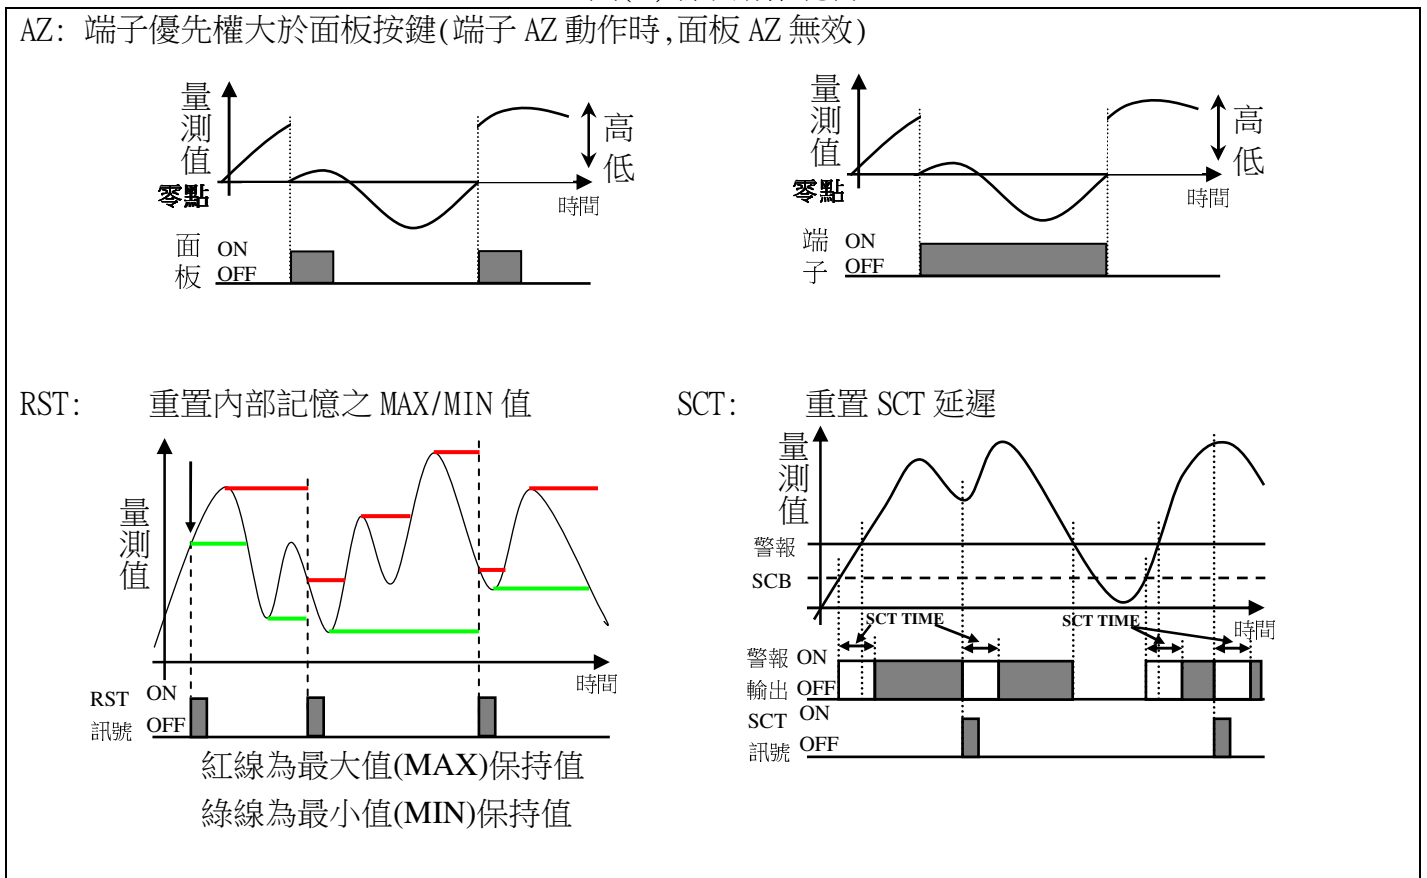 AZ: 端子優先權大於面板按鍵(端子 AZ 動作時,面板 AZ 無效)
量測值
高
低
零點
時間
面板
ON
OFF
量測值
高
低
零點
時間
端子
ON
OFF
RST: 重置內部記憶之 MAX/MIN 值
量測值
時間
RST
訊號
ON
OFF
紅線為最大值(MAX)保持值
綠線為最小值(MIN)保持值
SCT: 重置 SCT 延遲
量測值
警報
SCB
SCT TIME
SCT TIME
時間
警報 ON
輸出 OFF
SCT ON
訊號 OFF